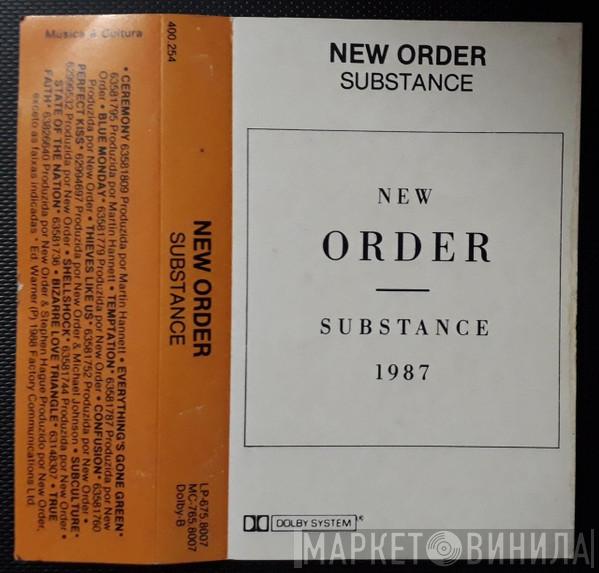 NEW ORDER
SUBSTANCE
NEW
ORDER
SUBSTANCE
1987
DOLBY SYSTEM
400 254
NEW ORDER
SUBSTANCE
LP-675.8007
MC-765.8007
Dolby-B
Musica & Cultura
• CEREMONY 63581809 Produzida por Martin Hannett • EVERYTHING'S GONE GREEN*
63581795 Produzida por Martin Hannett • TEMPTATION* 63581787 Produzida por New
Order • BLUE MONDAY* 63581779 Produzida por New Order • CONFUSION* 63581760
Produzida por New Order • THIEVES LIKE US* 63581752 Produzida por New Order •
PERFECT KISS* 62994697 Produzida por New Order & Michael Johnson • SUBCULTURE*
Produzida por New Order • SHELLSHOCK* 63581744 Produzida por New Order •
STATE OF THE NATION* 63581736 • BIZARRE LOVE TRIANGLE* 63148307 • TRUE
FAITH* 63826640 Produzida por New Order & Stephen Hague Produzido por New Order,
exceto as faixas indicadas * Ed. Warner (P) 1988 Factory Communications Ltd.
МАРКЕТ ВИНИЛА